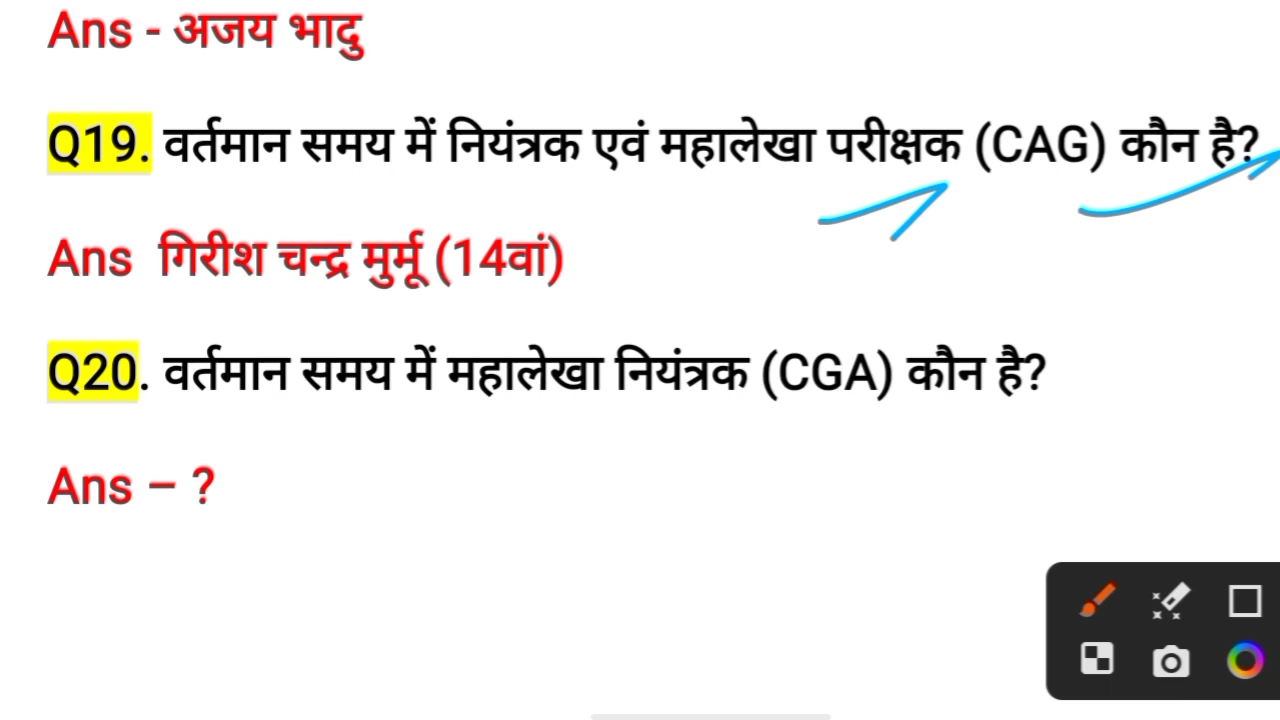 Ans - अजय भादु
Q19. वर्तमान समय में नियंत्रक एवं महालेखा परीक्षक (CAG) कौन है?
Ans गिरीश चन्द्र मुर्मू (14वां)
Q20. वर्तमान समय में महालेखा नियंत्रक (CGA) कौन है?
Ans – ?